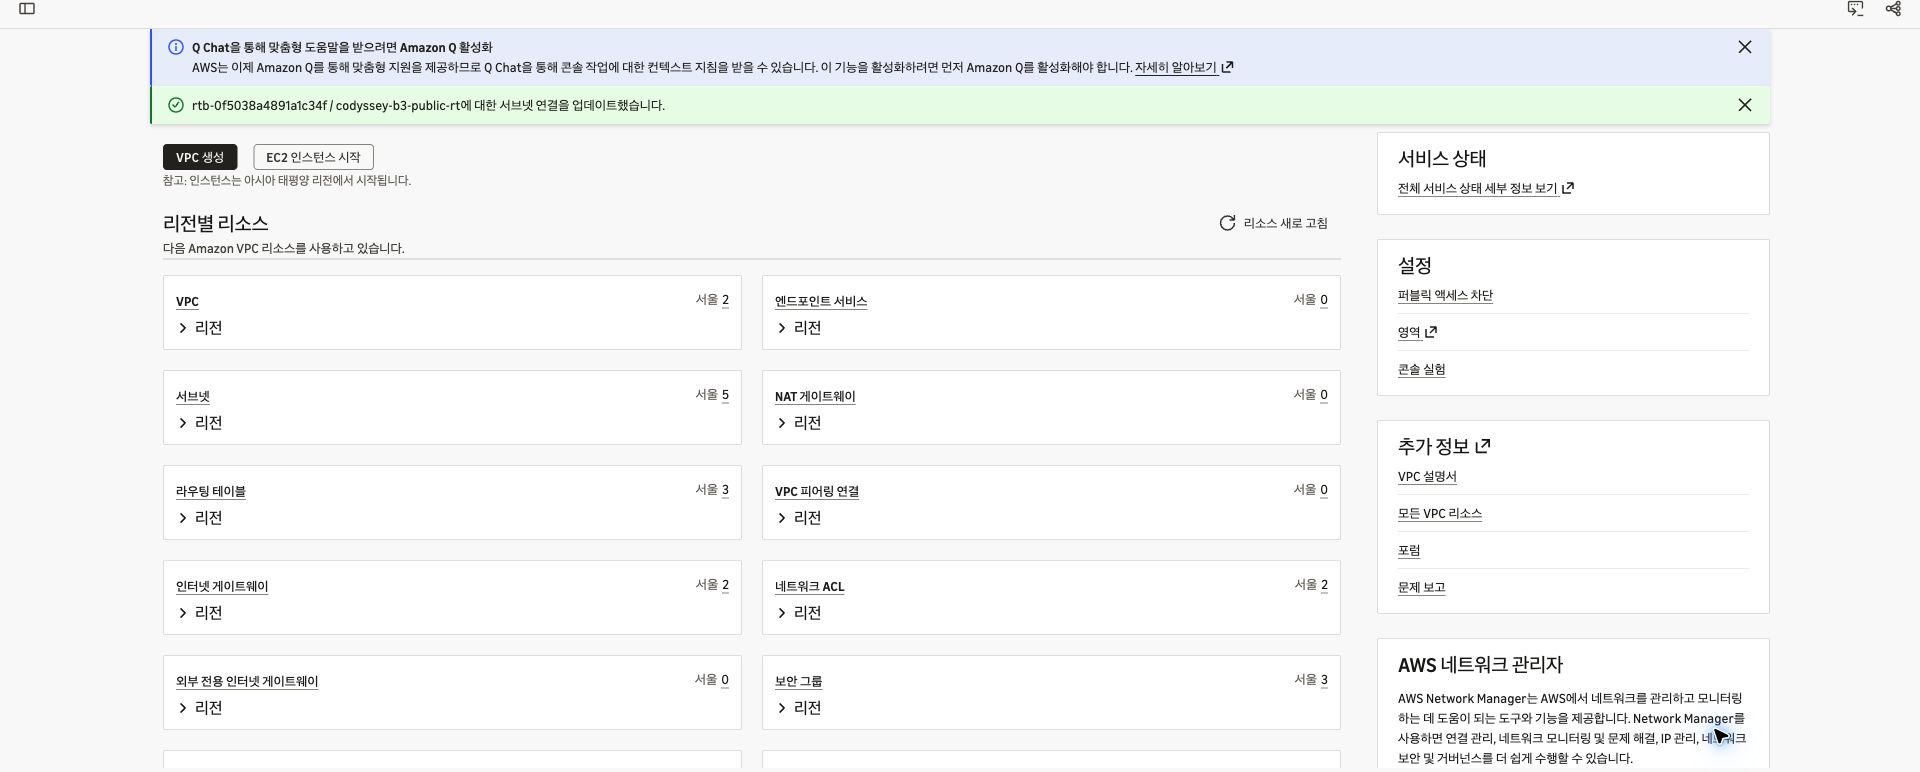 Q Chat을 통해 맞춤형 도움말을 받으려면 Amazon Q 활성화
AWS는 이제 Amazon Q를 통해 맞춤형 지원을 제공하므로 Q Chat을 통해 콘솔 작업에 대한 컨텍스트 지침을 받을 수 있습니다. 이 기능을 활성화하려면 먼저 Amazon Q를 활성화해야 합니다. 자세히 알아보기
rtb-0f5038a4891a1c34f / codyssey-b3-public-rt에 대한 서브넷 연결을 업데이트했습니다.
VPC 생성
EC2 인스턴스 시작
참고: 인스턴스는 아시아 태평양 리전에서 시작됩니다.
리전별 리소스
리소스 새로 고침
다음 Amazon VPC 리소스를 사용하고 있습니다.
VPC
서울 2
리전
엔드포인트 서비스
서울 0
리전
서브넷
서울 5
리전
NAT 게이트웨이
서울 0
리전
라우팅 테이블
서울 3
리전
VPC 피어링 연결
서울 0
리전
인터넷 게이트웨이
서울 2
리전
네트워크 ACL
서울 2
리전
외부 전용 인터넷 게이트웨이
서울 0
리전
보안 그룹
서울 3
리전
서비스 상태
전체 서비스 상태 세부 정보 보기
설정
퍼블릭 액세스 차단
영역
콘솔 실험
추가 정보
VPC 설명서
모든 VPC 리소스
포럼
문제 보고
AWS 네트워크 관리자
AWS Network Manager는 AWS에서 네트워크를 관리하고 모니터링
하는 데 도움이 되는 도구와 기능을 제공합니다. Network Manager를
사용하면 연결 관리, 네트워크 모니터링 및 문제 해결, IP 관리, 네트워크
보안 및 거버넌스를 더 쉽게 수행할 수 있습니다.